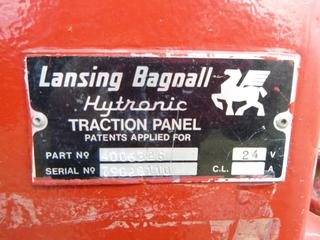 Lansing Bagnall
Hytronic
TRACTION PANEL
PATENTS APPLIED FOR
PART Nº 24 V
SERIAL Nº C.L. A